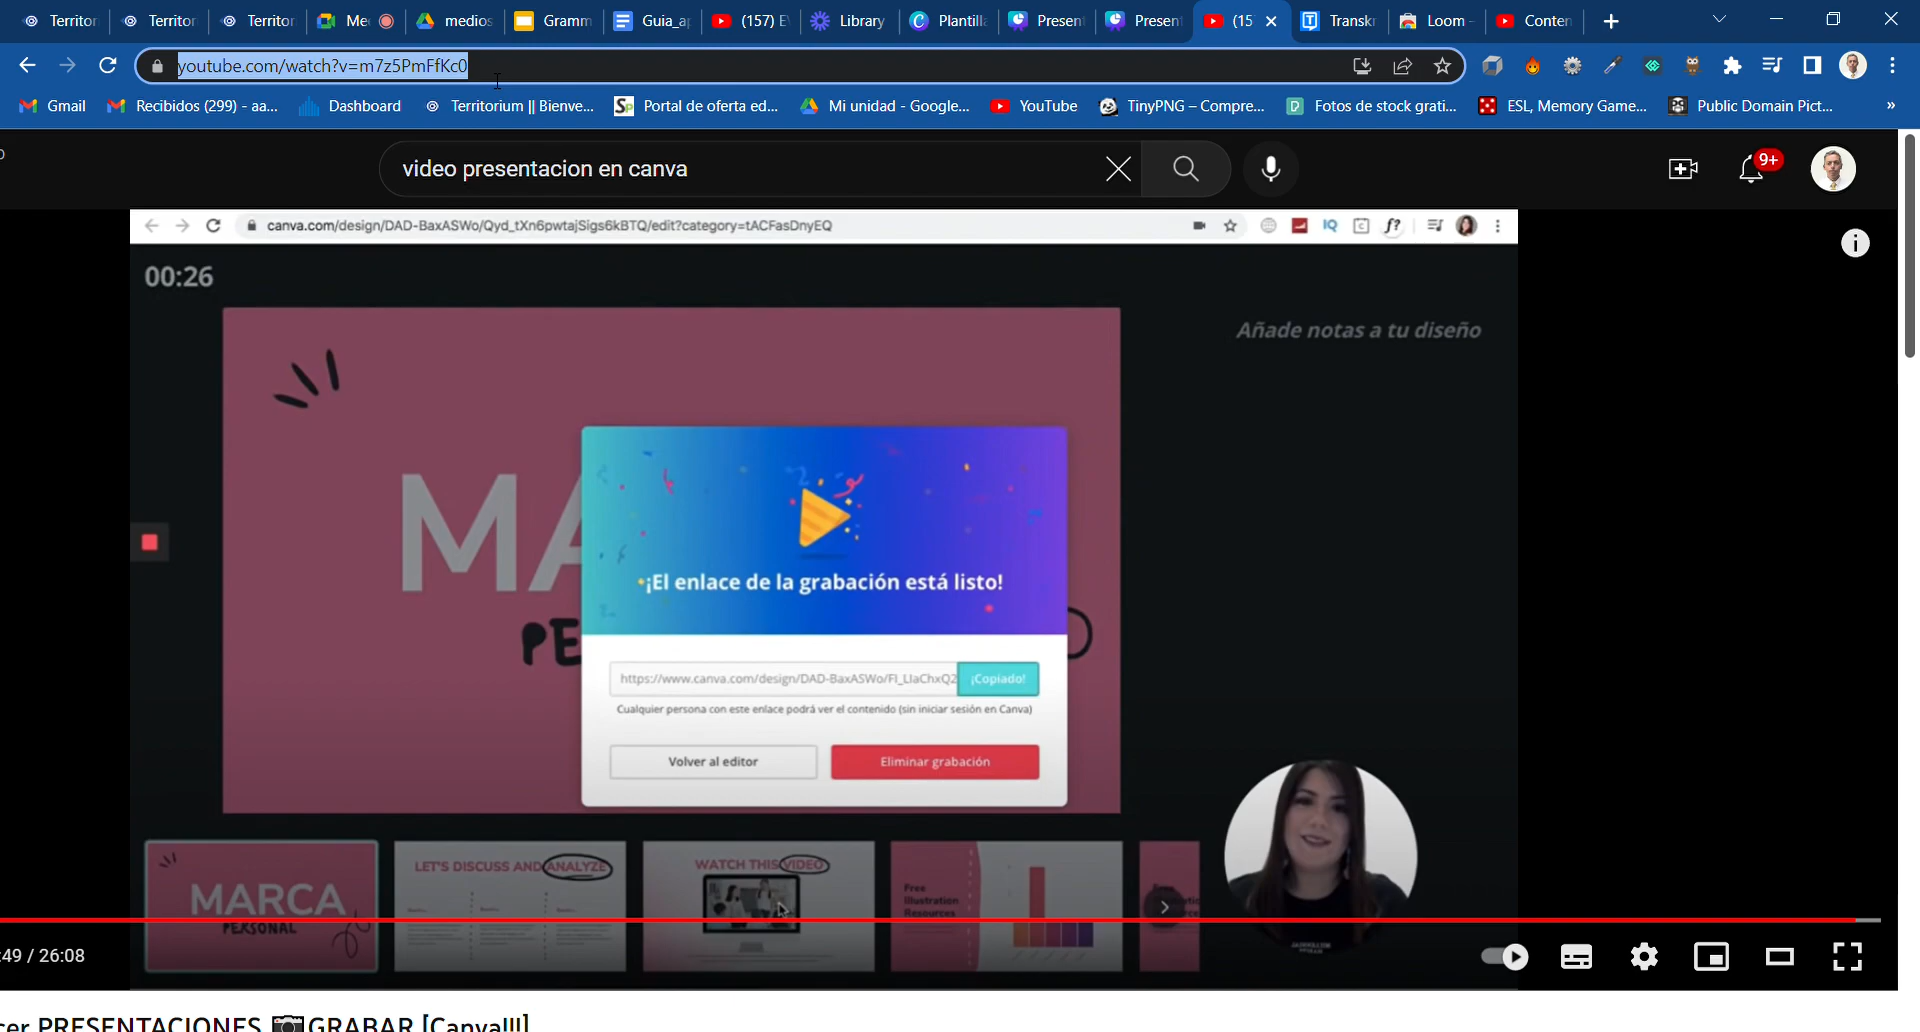 Territor
Territor
Territor
Me
medios
Gramm
Guia_ap
(157) E
Library
Plantill
Present
Present
(15
Transkr
Loom -
Conten
youtube.com/watch?v=m7z5PmFfKc0
Gmail
Recibidos (299) - aa...
Dashboard
Territorium || Bienve...
Portal de oferta ed...
Mi unidad - Google...
YouTube
TinyPNG – Compre...
Fotos de stock grati...
ESL, Memory Game...
Public Domain Pict...
»
video presentacion en canva
9+
canva.com/design/DAD-BaxASWo/Qyd_tXn6pwtajSigs6kBTQ/edit?category=tACFasDnyEQ
IQ
f?
00:26
Añade notas a tu diseño
MA
PE
¡El enlace de la grabación está listo!
https://www.canva.com/design/DAD-BaxASWo/FI_LlaChxQ2
¡Copiado!
Cualquier persona con este enlace podrá ver el contenido (sin iniciar sesión en Canva)
Volver al editor
Eliminar grabación
MARCA
PERSONAL
LET'S DISCUSS AND ANALYZE
WATCH THIS VIDEO
Free
Illustration
Resources
:49 / 26:08
cer PRESENTACIONES 📷GRABAR [Canva!!!]